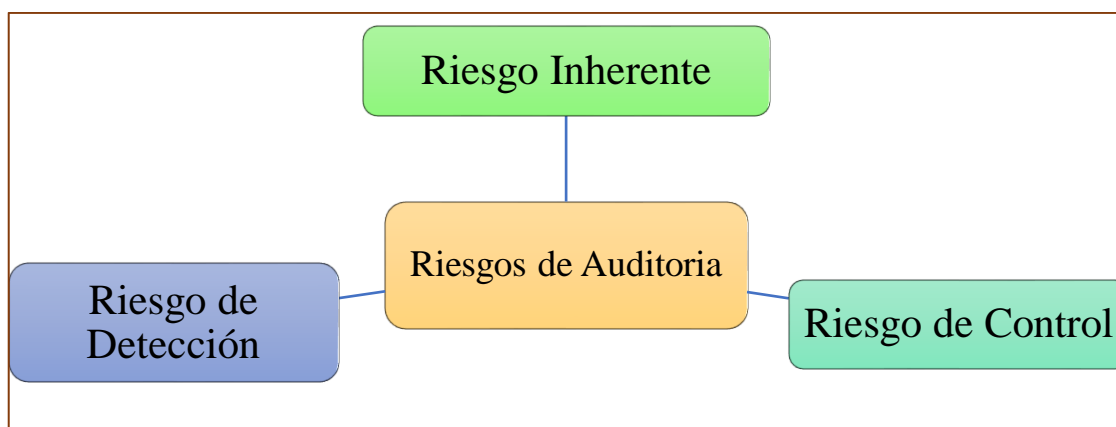 Riesgo Inherente
Riesgos de Auditoria
Riesgo de
Detección
Riesgo de Control